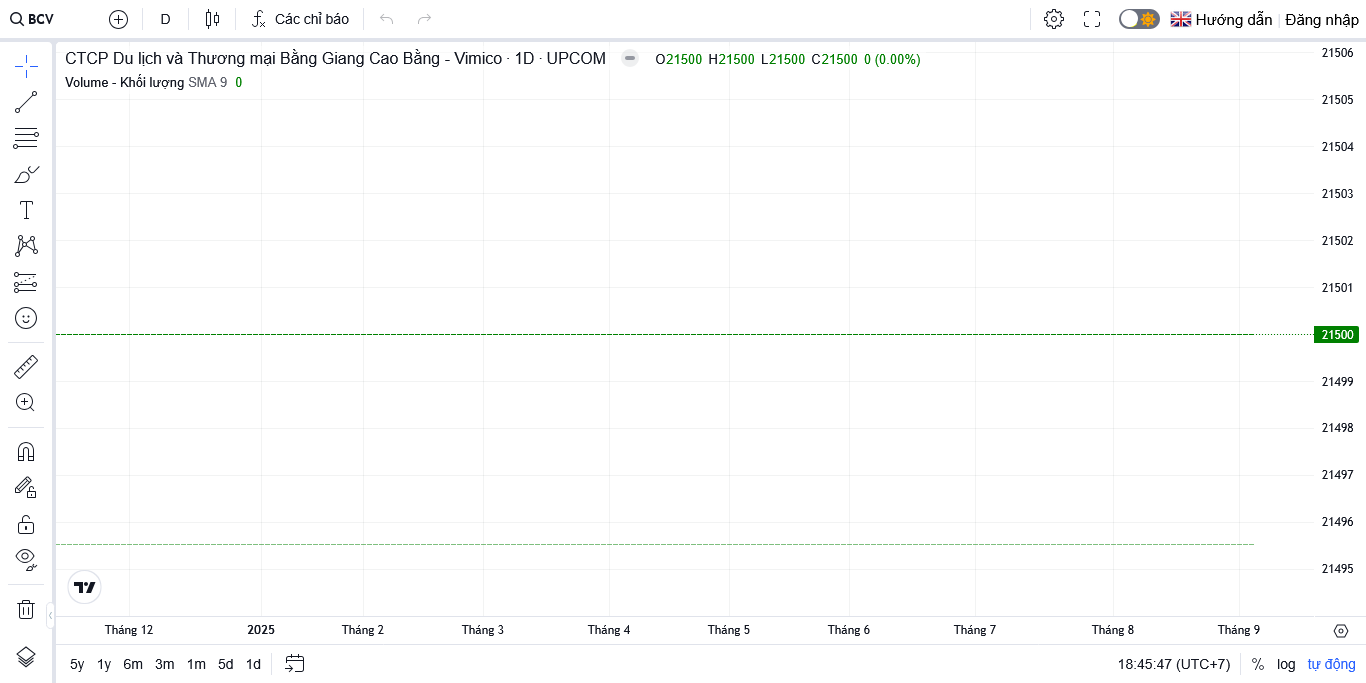 BCV D Các chỉ báo Hướng dẫn Đăng nhập
CTCP Du lịch và Thương mại Bằng Giang Cao Bằng - Vimico · 1D · UPCOM O21500 H21500 L21500 C21500 0 (0.00%)
Volume - Khối lượng SMA 9 0
21506
21505
21504
21503
21502
21501
21500
21499
21498
21497
21496
21495
Tháng 12 2025 Tháng 2 Tháng 3 Tháng 4 Tháng 5 Tháng 6 Tháng 7 Tháng 8 Tháng 9
5y 1y 6m 3m 1m 5d 1d 18:45:47 (UTC+7) % log tự động